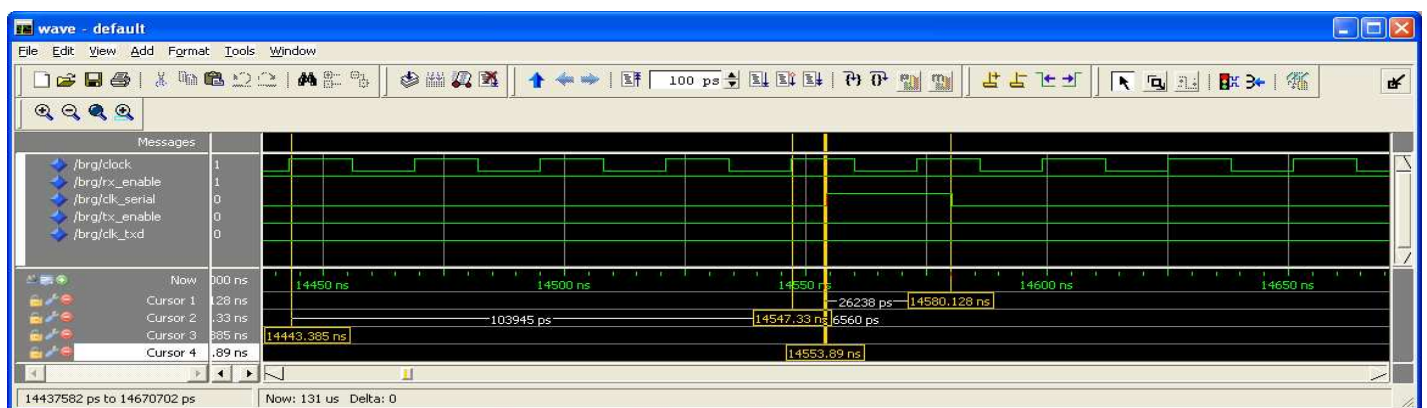 wave - default
File Edit View Add Format Tools Window
100 ps
Messages
/brg/clock 1
/brg/rx_enable 1
/brg/clk_serial 0
/brg/tx_enable 0
/brg/clk_txd 0
Now 000 ns 14450 ns 14500 ns 14550 ns 14600 ns 14650 ns
Cursor 1 128 ns 26238 ps 14580.128 ns
Cursor 2 .33 ns 103945 ps 14547.33 ns 6560 ps
Cursor 3 385 ns 14443.385 ns
Cursor 4 .89 ns 14553.89 ns
14437582 ps to 14670702 ps Now: 131 us Delta: 0